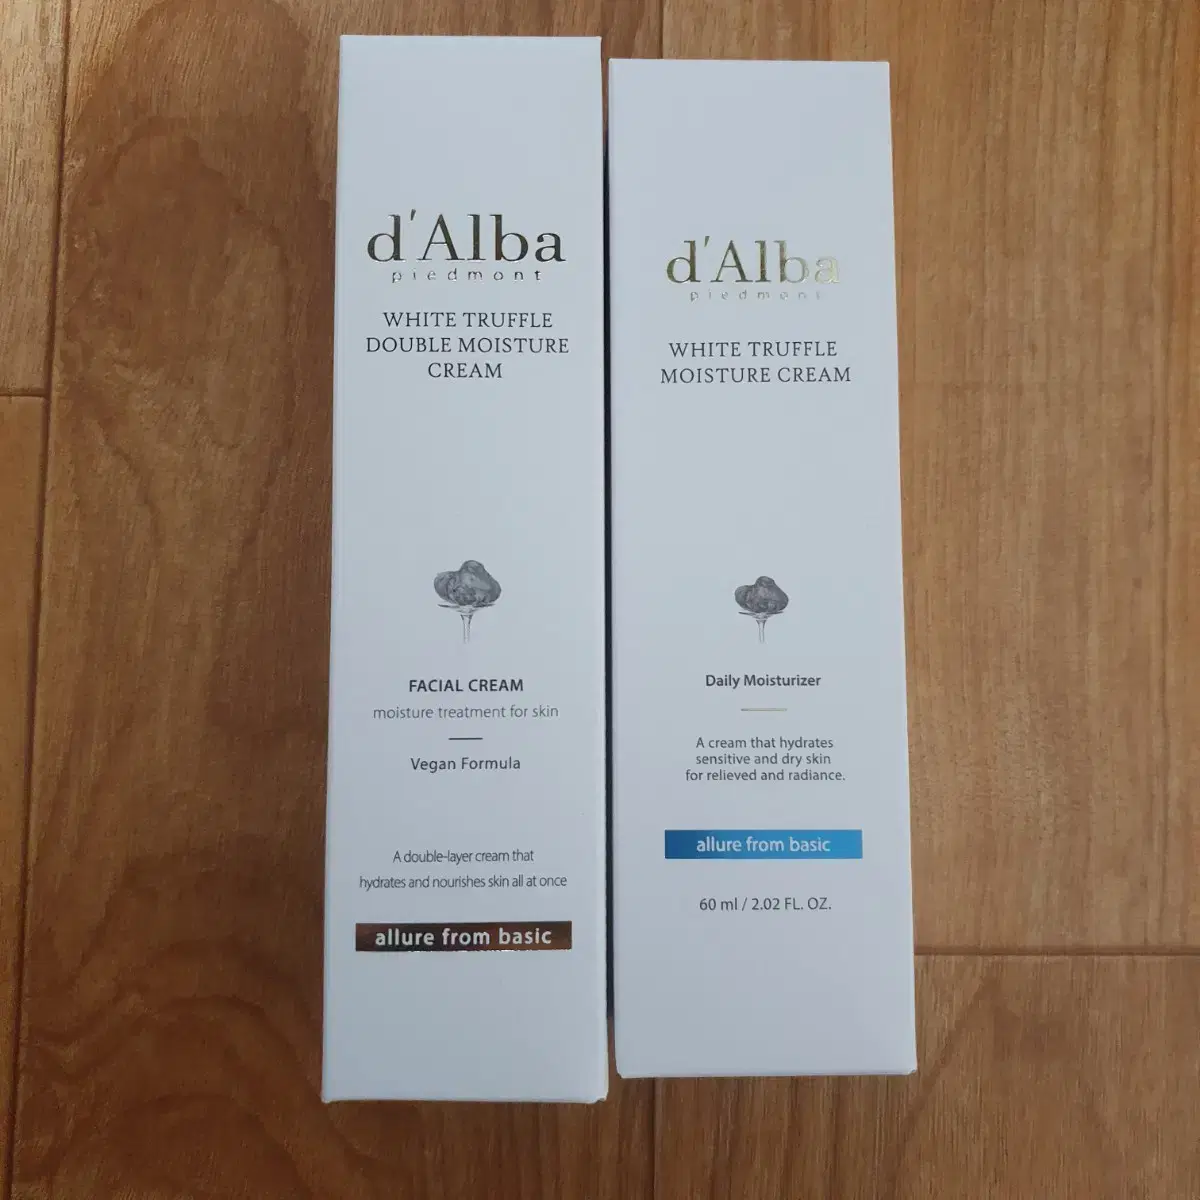 d'Alba
piedmont
WHITE TRUFFLE
DOUBLE MOISTURE
CREAM
FACIAL CREAM
moisture treatment for skin
Vegan Formula
A double-layer cream that
hydrates and nourishes skin all at once
allure from basic
d'Alba
piedmont
WHITE TRUFFLE
MOISTURE CREAM
Daily Moisturizer
A cream that hydrates
sensitive and dry skin
for relieved and radiance.
allure from basic
60 ml / 2.02 FL. OZ.